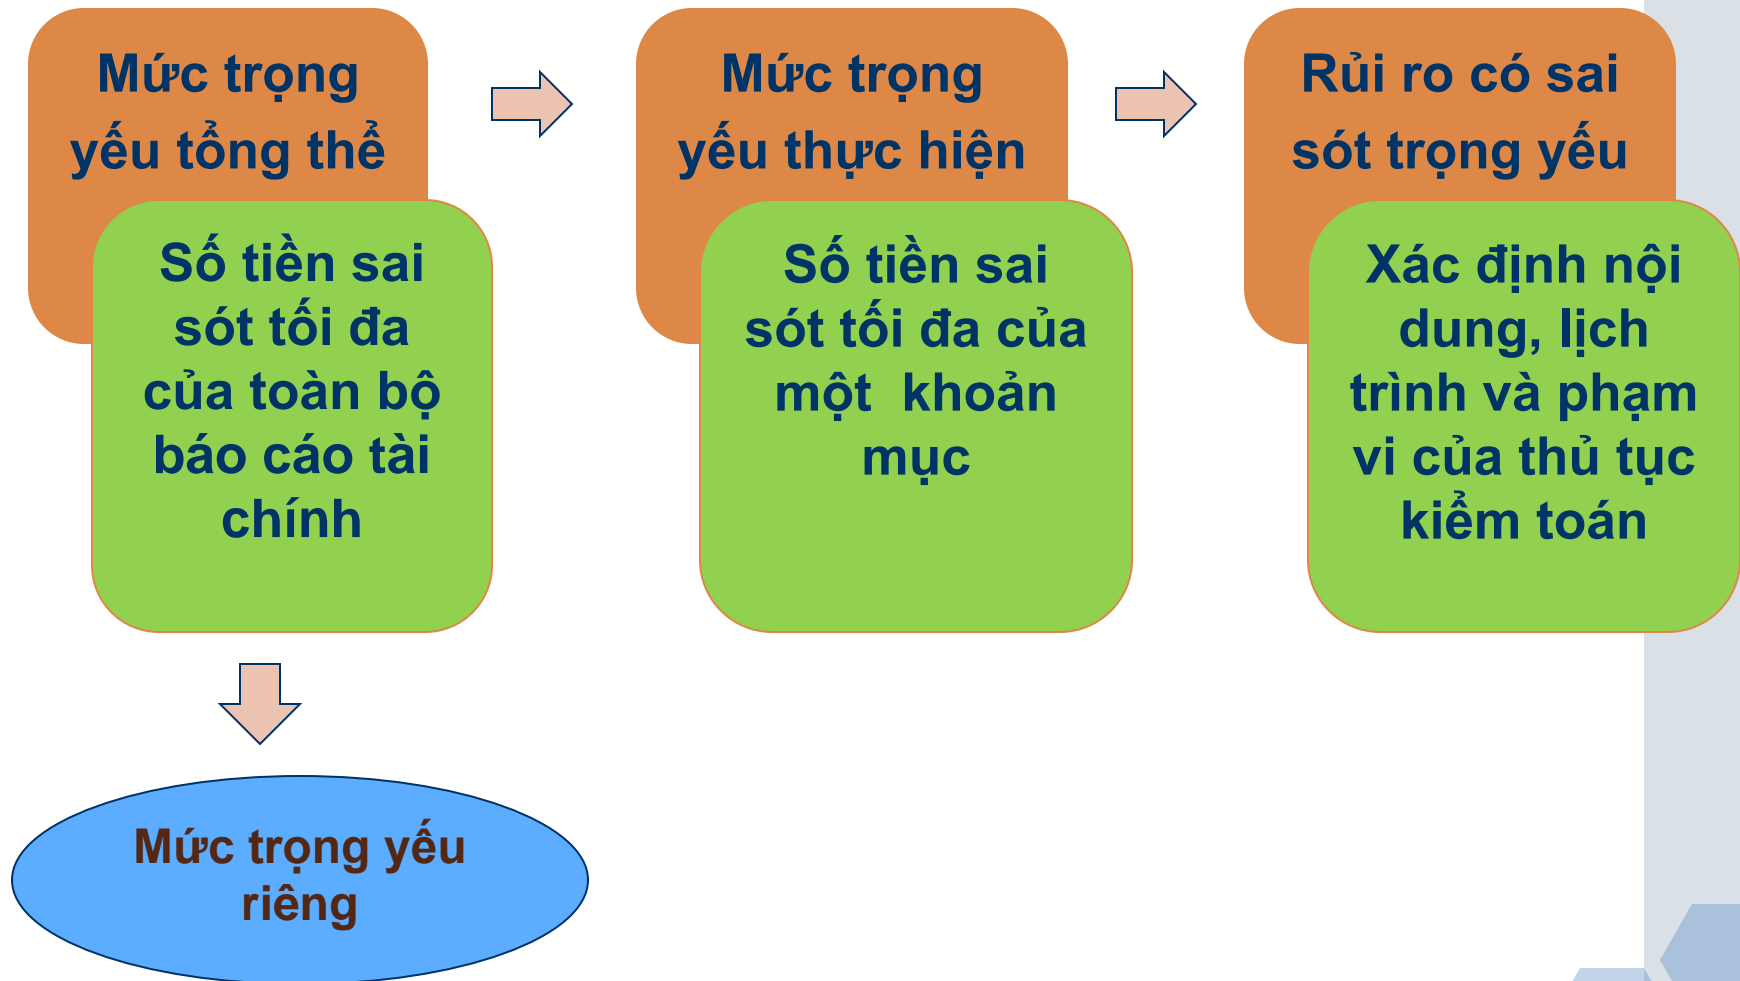 Mức trọng
yếu tổng thể
Số tiền sai
sót tối đa
của toàn bộ
báo cáo tài
chính
Mức trọng
yếu thực hiện
Số tiền sai
sót tối đa của
một khoản
mục
Rủi ro có sai
sót trọng yếu
Xác định nội
dung, lịch
trình và phạm
vi của thủ tục
kiểm toán
Mức trọng yếu
riêng